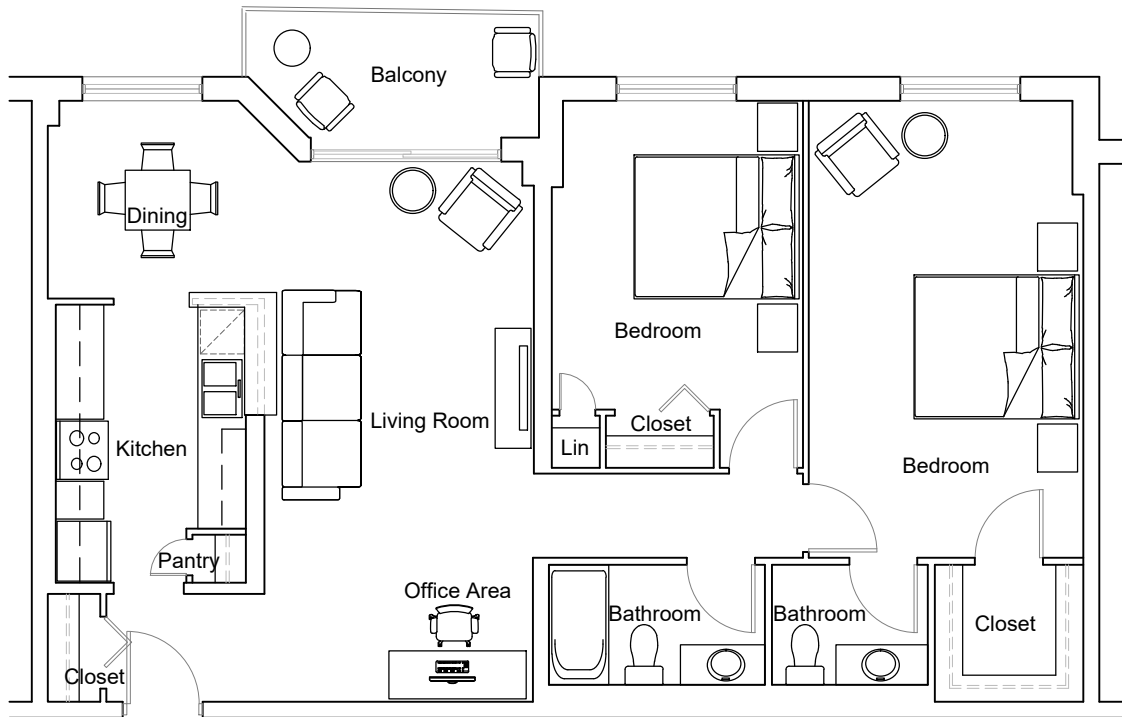 Balcony
Dining
Bedroom
Living Room
Closet
Kitchen
Lin
Bedroom
Pantry
Office Area
Bathroom
Bathroom
Closet
Closet